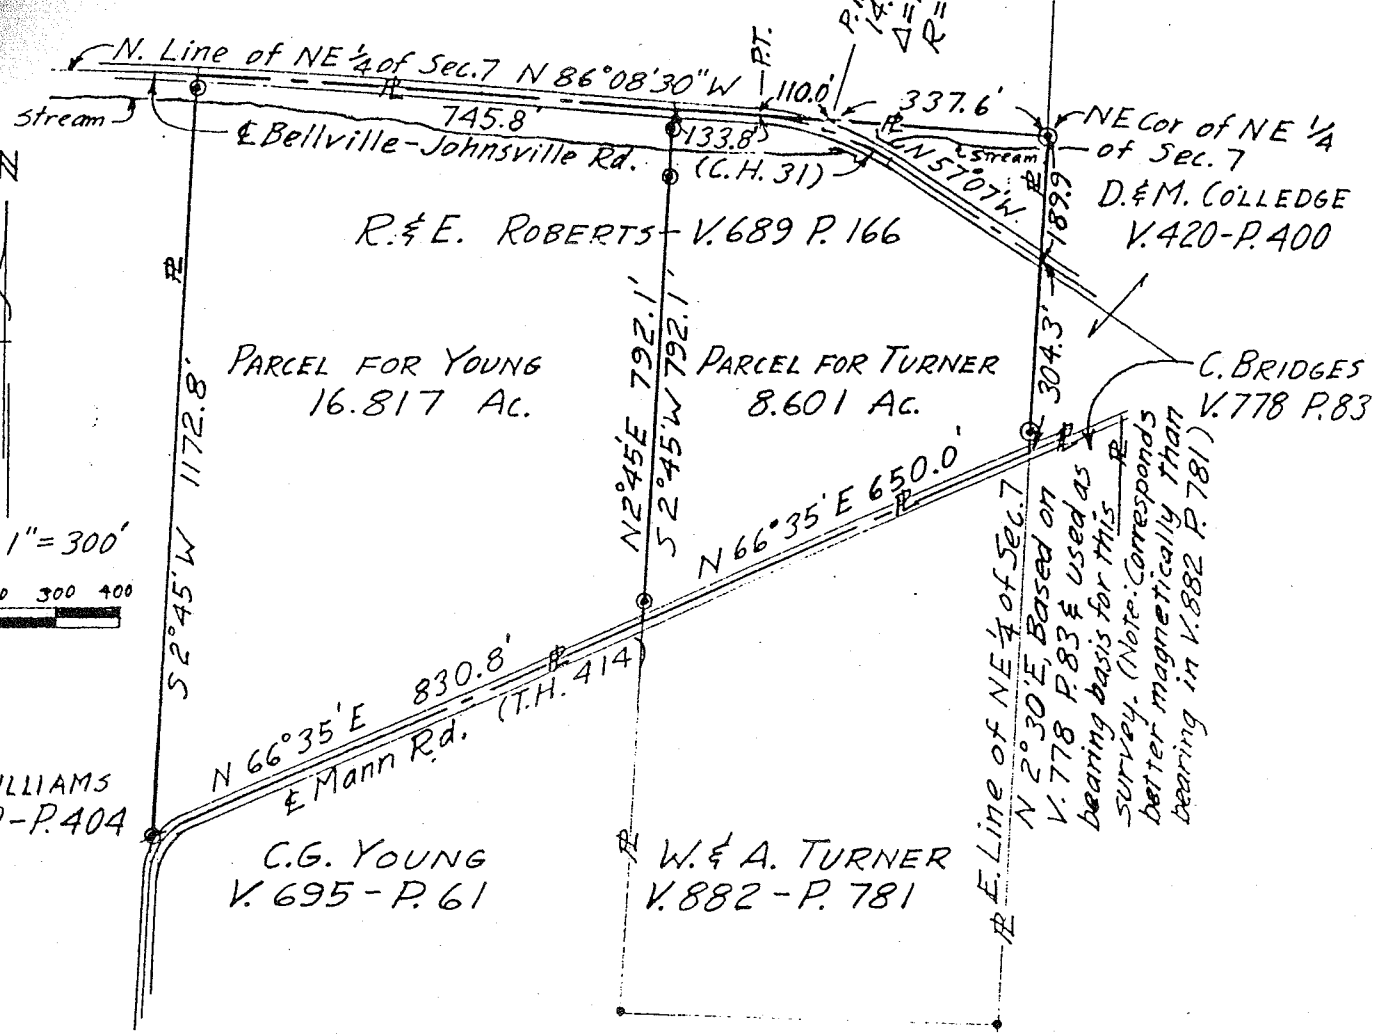 N. Line of NE 1/4 of Sec.7 N 86°08'30"W
P.T.
110.0'
337.6'
NE Cor of NE 1/4
of Sec. 7
Stream
℄ Bellville-Johnsville Rd.
745.8'
133.8'
(C.H. 31)
℄ stream
N57°07'W.
189.9
D.& M. COLLEDGE
V.420-P.400
N
R.& E. ROBERTS - V.689 P.166
PARCEL FOR YOUNG
16.817 Ac.
PARCEL FOR TURNER
8.601 Ac.
304.3'
C. BRIDGES
V.778 P.83
S 2°45'W 1172.8'
N2°45'E 792.1'
S 2°45'W 792.1'
N 66°35'E 650.0'
1"=300'
300 400
N 66°35'E 830.8'
(T.H. 414)
℄ Mann Rd.
P.404
C.G. YOUNG
V. 695-P.61
W.& A. TURNER
V.882-P. 781
E. Line of NE 1/4 of Sec.7
N 2°30'E, Based on
V.778 P.83 & used as
bearing basis for this
survey. (Note: Corresponds
better magnetically than
bearing in V.882 P.781)